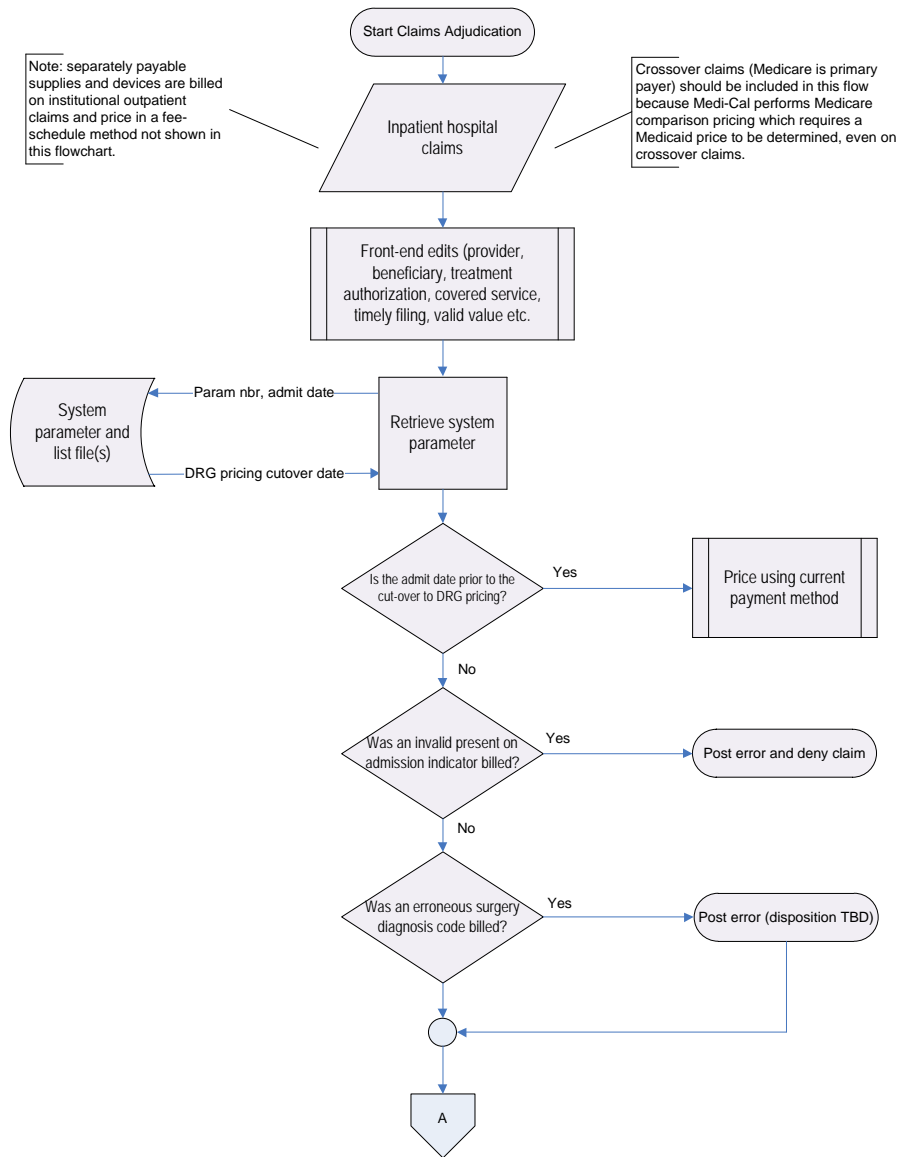 Start Claims Adjudication
Note: separately payable
supplies and devices are billed
on institutional outpatient
claims and price in a fee-
schedule method not shown in
this flowchart.
Inpatient hospital
claims
Crossover claims (Medicare is primary
payer) should be included in this flow
because Medi-Cal performs Medicare
comparison pricing which requires a
Medicaid price to be determined, even on
crossover claims.
Front-end edits (provider,
beneficiary, treatment
authorization, covered service,
timely filing, valid value etc.
System
parameter and
list file(s)
Param nbr, admit date
DRG pricing cutover date
Retrieve system
parameter
Is the admit date prior to the
cut-over to DRG pricing?
Yes
Price using current
payment method
No
Was an invalid present on
admission indicator billed?
Yes
Post error and deny claim
No
Was an erroneous surgery
diagnosis code billed?
Yes
Post error (disposition TBD)
A